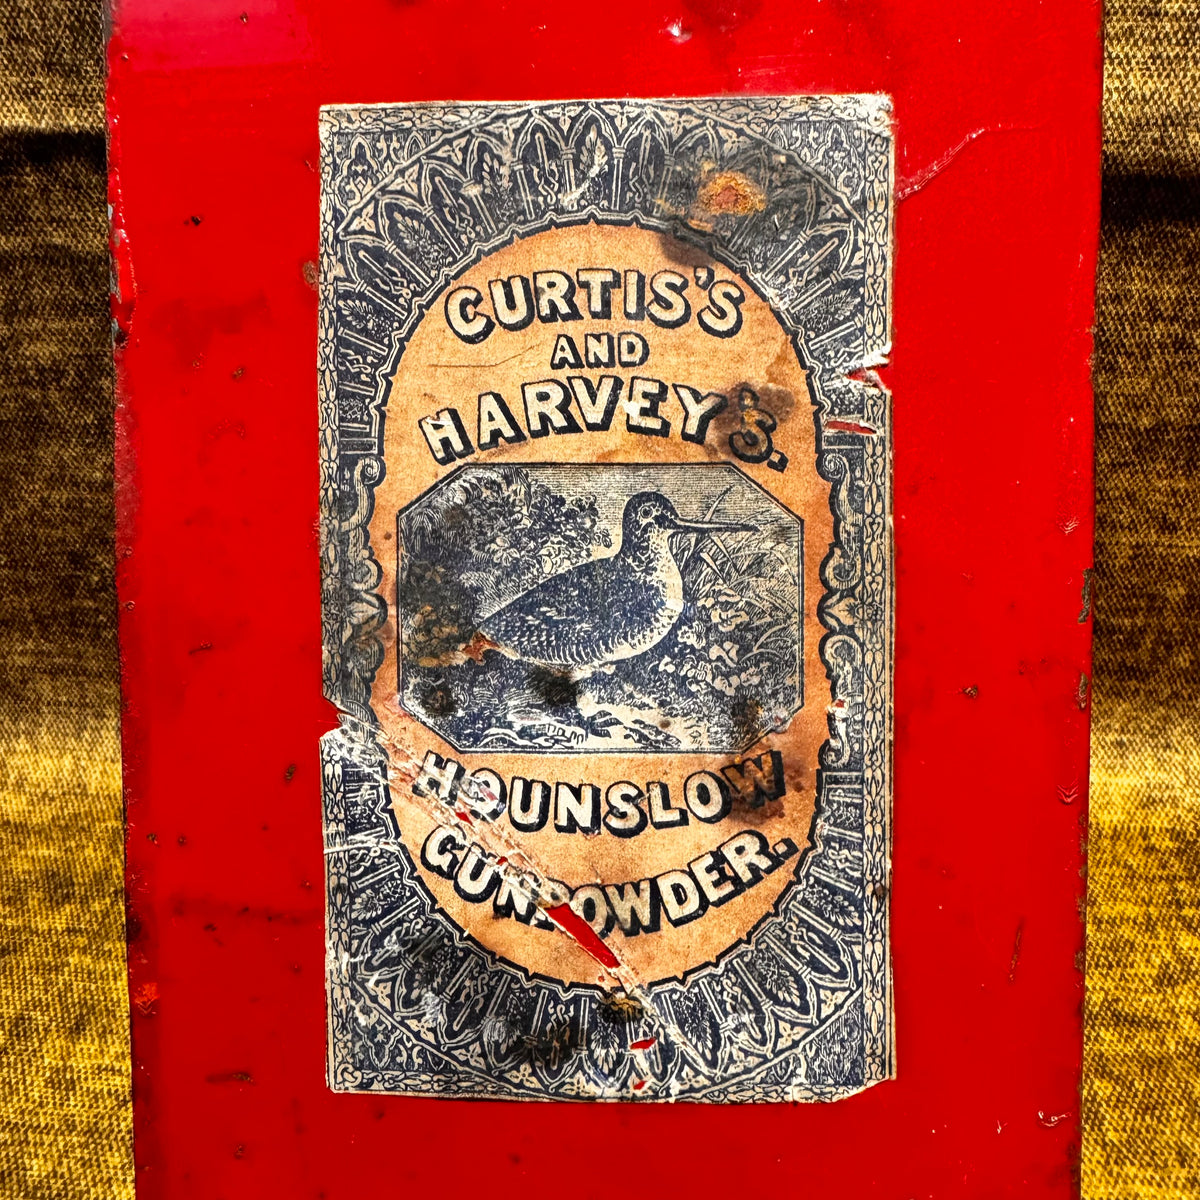 CURTIS'S
AND
HARVEY'S.
HOUNSLOW
GUNPOWDER.